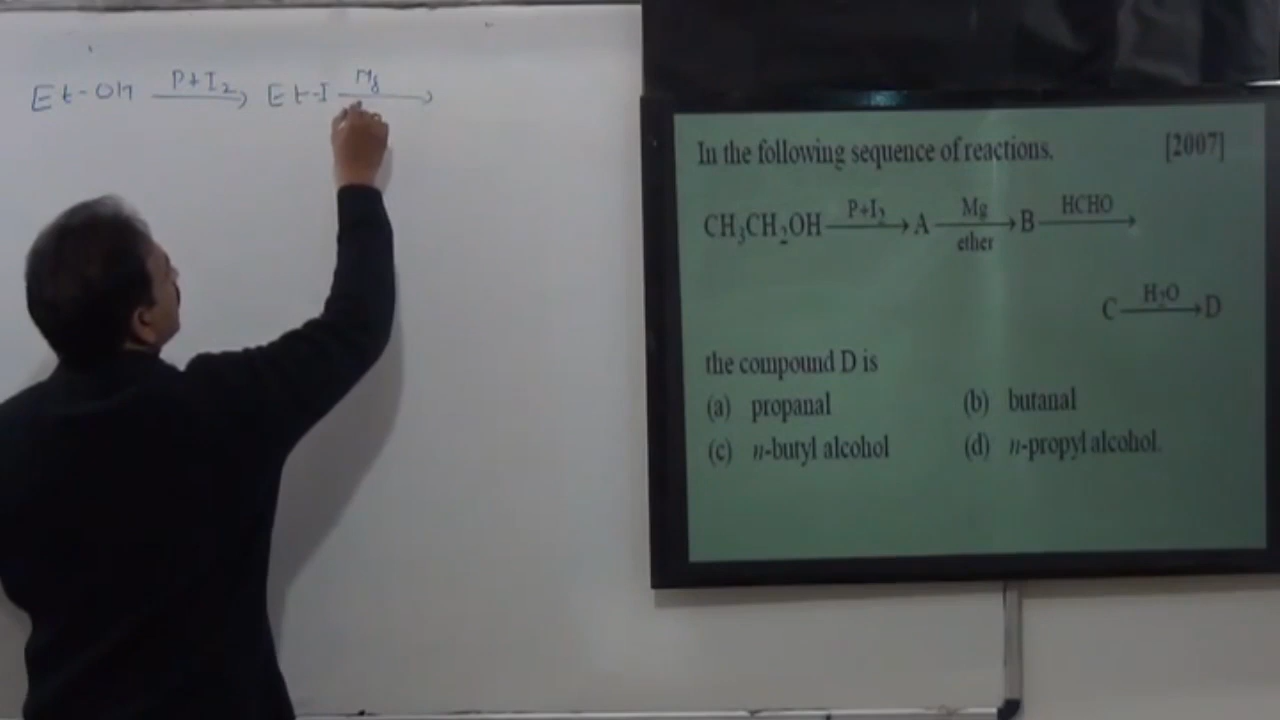 Et-OH P+I2 Et-I Mg
In the following sequence of reactions. [2007]
CH3CH2OH P+I2 → A Mg ether → B HCHO →
C H2O → D
the compound D is
(a) propanal (b) butanal
(c) n-butyl alcohol (d) n-propyl alcohol.